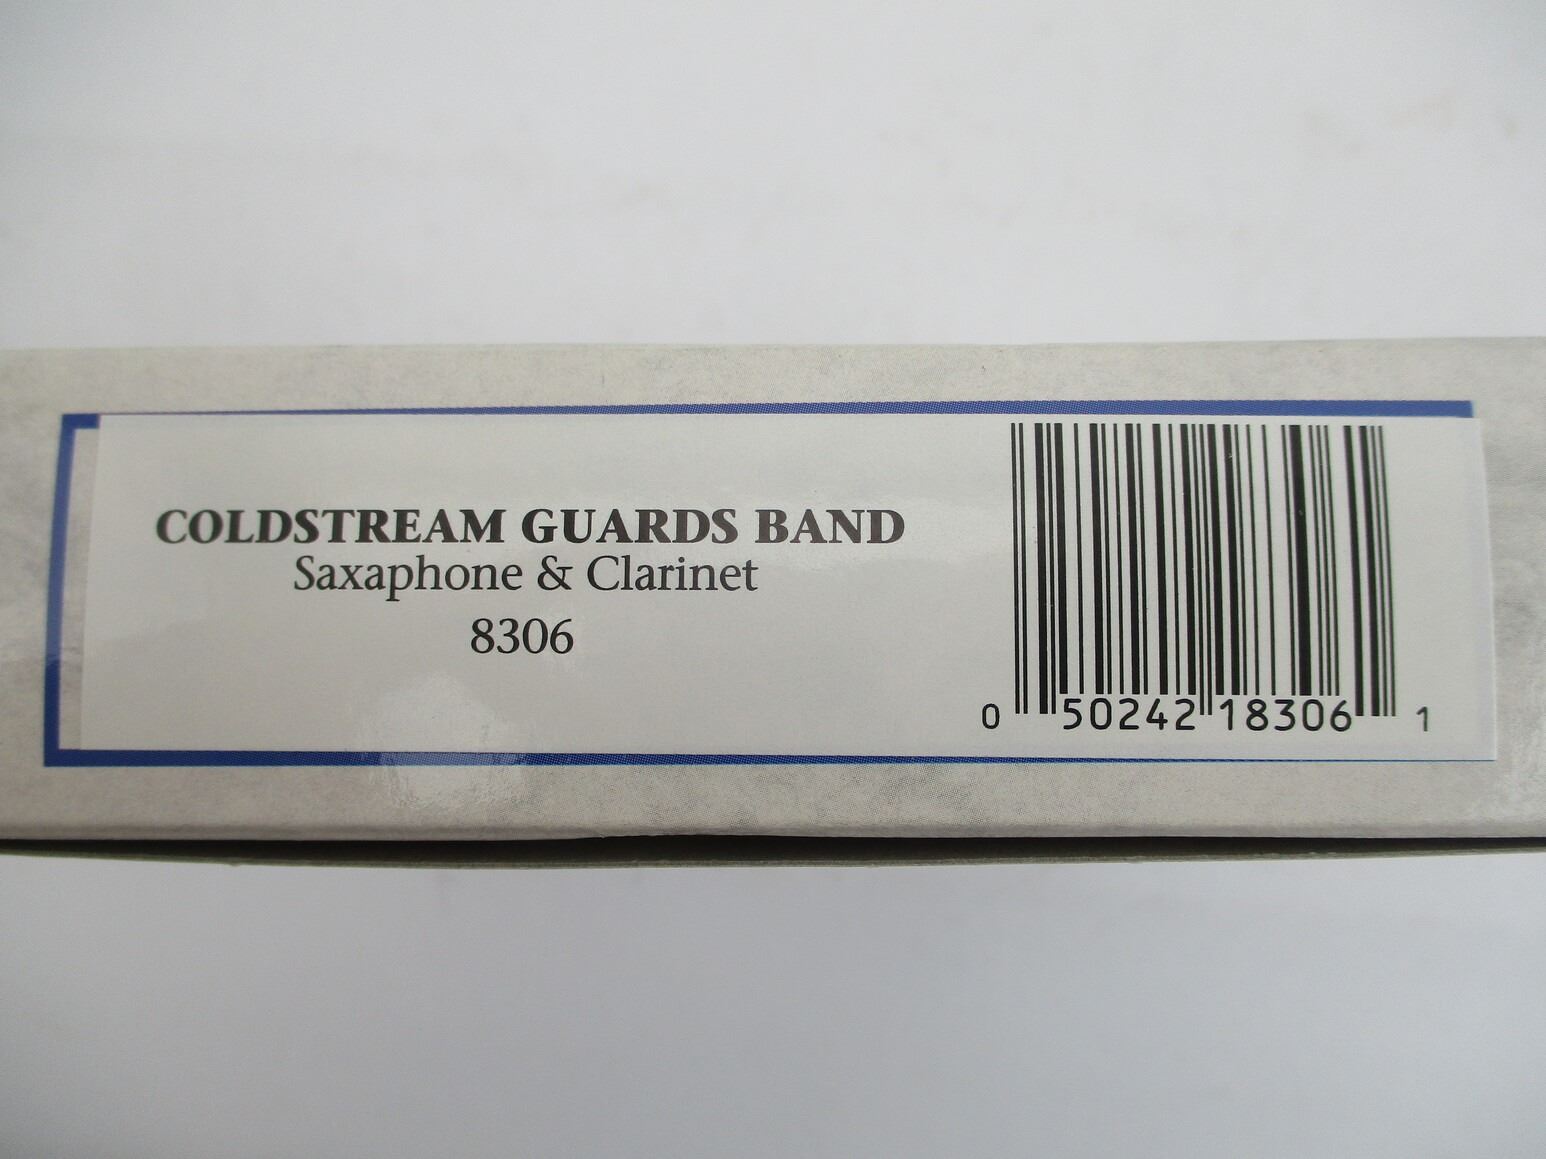 COLDSTREAM GUARDS BAND
Saxaphone & Clarinet
8306
0 50242 18306 1